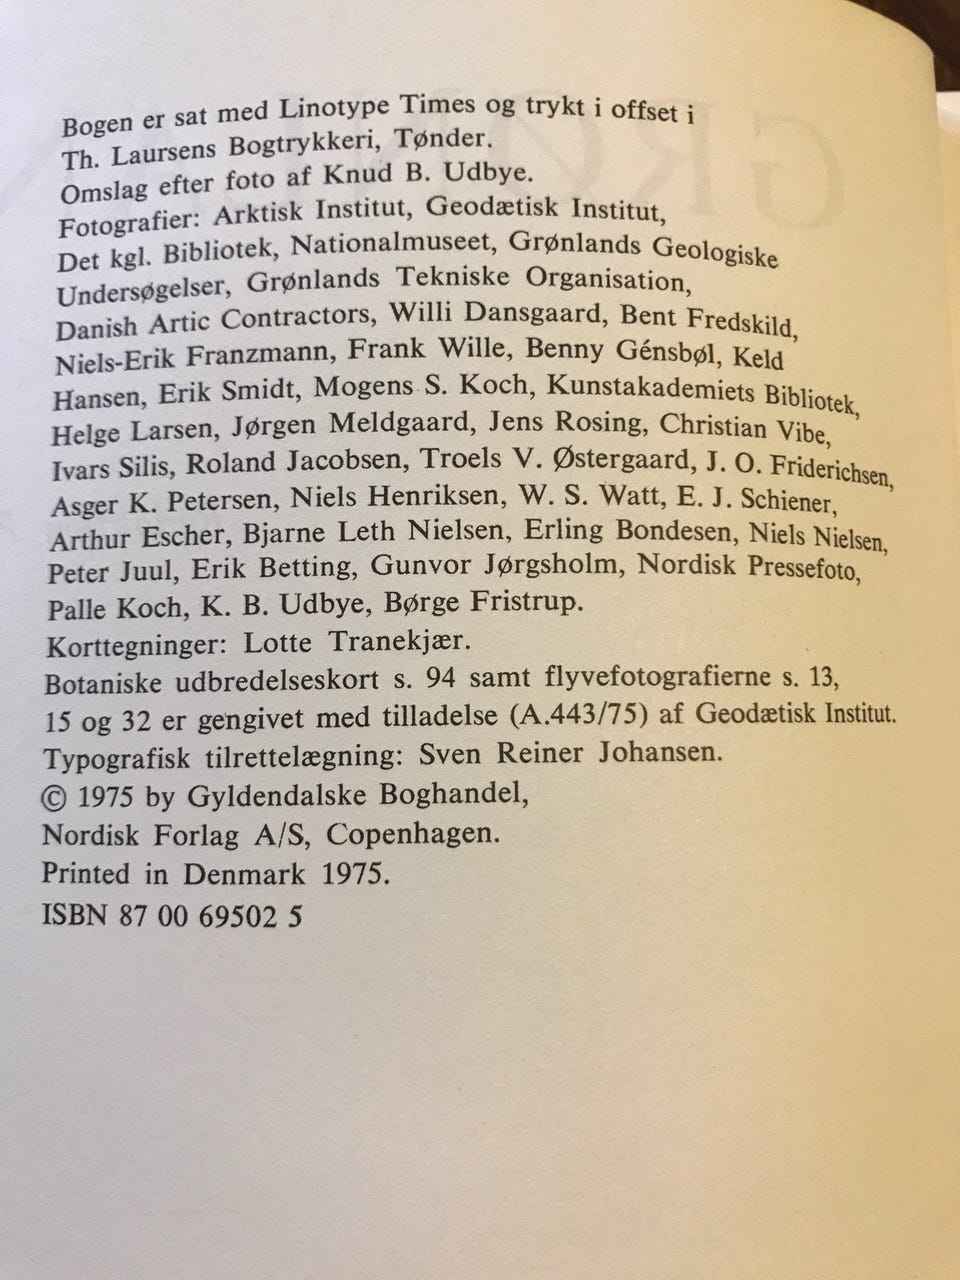 Bogen er sat med Linotype Times og trykt i offset i
Th. Laursens Bogtrykkeri, Tønder.
Omslag efter foto af Knud B. Udbye.
Fotografier: Arktisk Institut, Geodætisk Institut,
Det kgl. Bibliotek, Nationalmuseet, Grønlands Geologiske
Undersøgelser, Grønlands Tekniske Organisation,
Danish Artic Contractors, Willi Dansgaard, Bent Fredskild,
Niels-Erik Franzmann, Frank Wille, Benny Génsbøl, Keld
Hansen, Erik Smidt, Mogens S. Koch, Kunstakademiets Bibliotek,
Helge Larsen, Jørgen Meldgaard, Jens Rosing, Christian Vibe,
Ivars Silis, Roland Jacobsen, Troels V. Østergaard, J. O. Friderichsen,
Asger K. Petersen, Niels Henriksen, W. S. Watt, E. J. Schiener,
Arthur Escher, Bjarne Leth Nielsen, Erling Bondesen, Niels Nielsen,
Peter Juul, Erik Betting, Gunvor Jørgsholm, Nordisk Pressefoto,
Palle Koch, K. B. Udbye, Børge Fristrup.
Korttegninger: Lotte Tranekjær.
Botaniske udbredelseskort s. 94 samt flyvefotografierne s. 13,
15 og 32 er gengivet med tilladelse (A.443/75) af Geodætisk Institut.
Typografisk tilrettelægning: Sven Reiner Johansen.
© 1975 by Gyldendalske Boghandel,
Nordisk Forlag A/S, Copenhagen.
Printed in Denmark 1975.
ISBN 87 00 69502 5